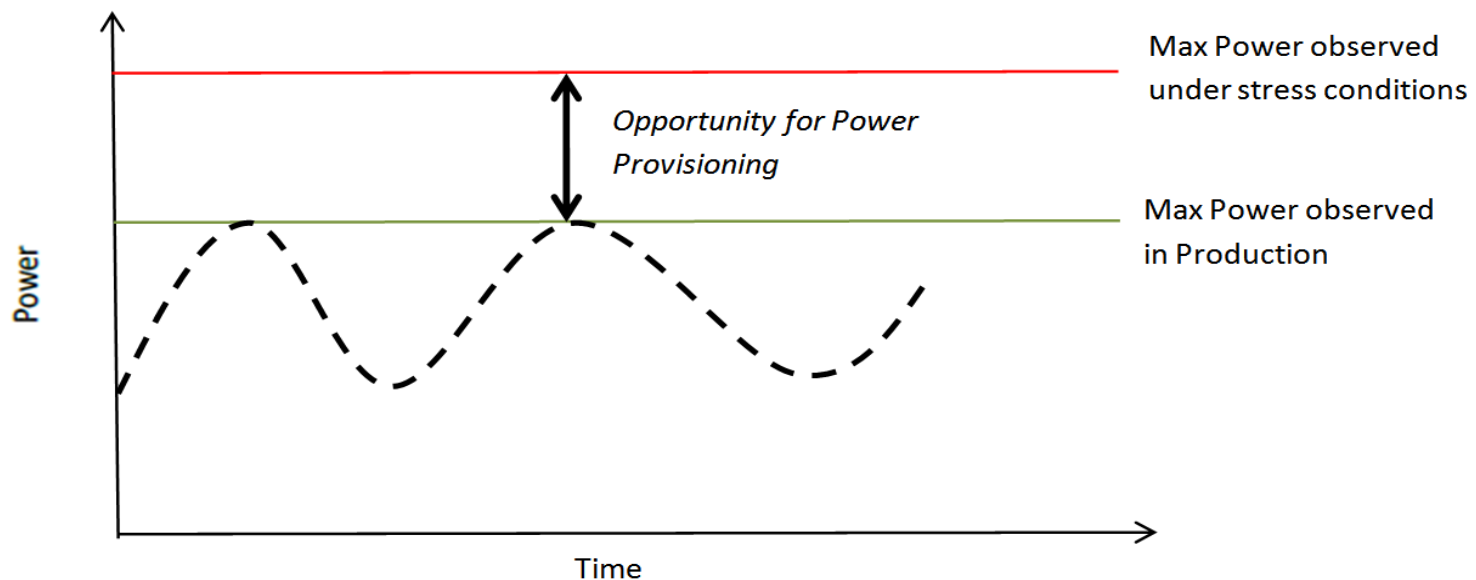 Max Power observed
under stress conditions
Opportunity for Power
Provisioning
Max Power observed
in Production
Power
Time